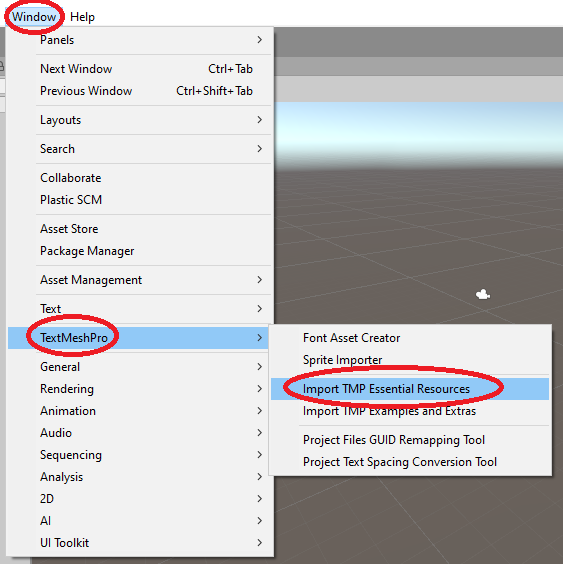 Window Help
Panels
Next Window Ctrl+Tab
Previous Window Ctrl+Shift+Tab
Layouts
Search
Collaborate
Plastic SCM
Asset Store
Package Manager
Asset Management
Text
TextMeshPro
General
Rendering
Animation
Audio
Sequencing
Analysis
2D
AI
UI Toolkit
Font Asset Creator
Sprite Importer
Import TMP Essential Resources
Import TMP Examples and Extras
Project Files GUID Remapping Tool
Project Text Spacing Conversion Tool